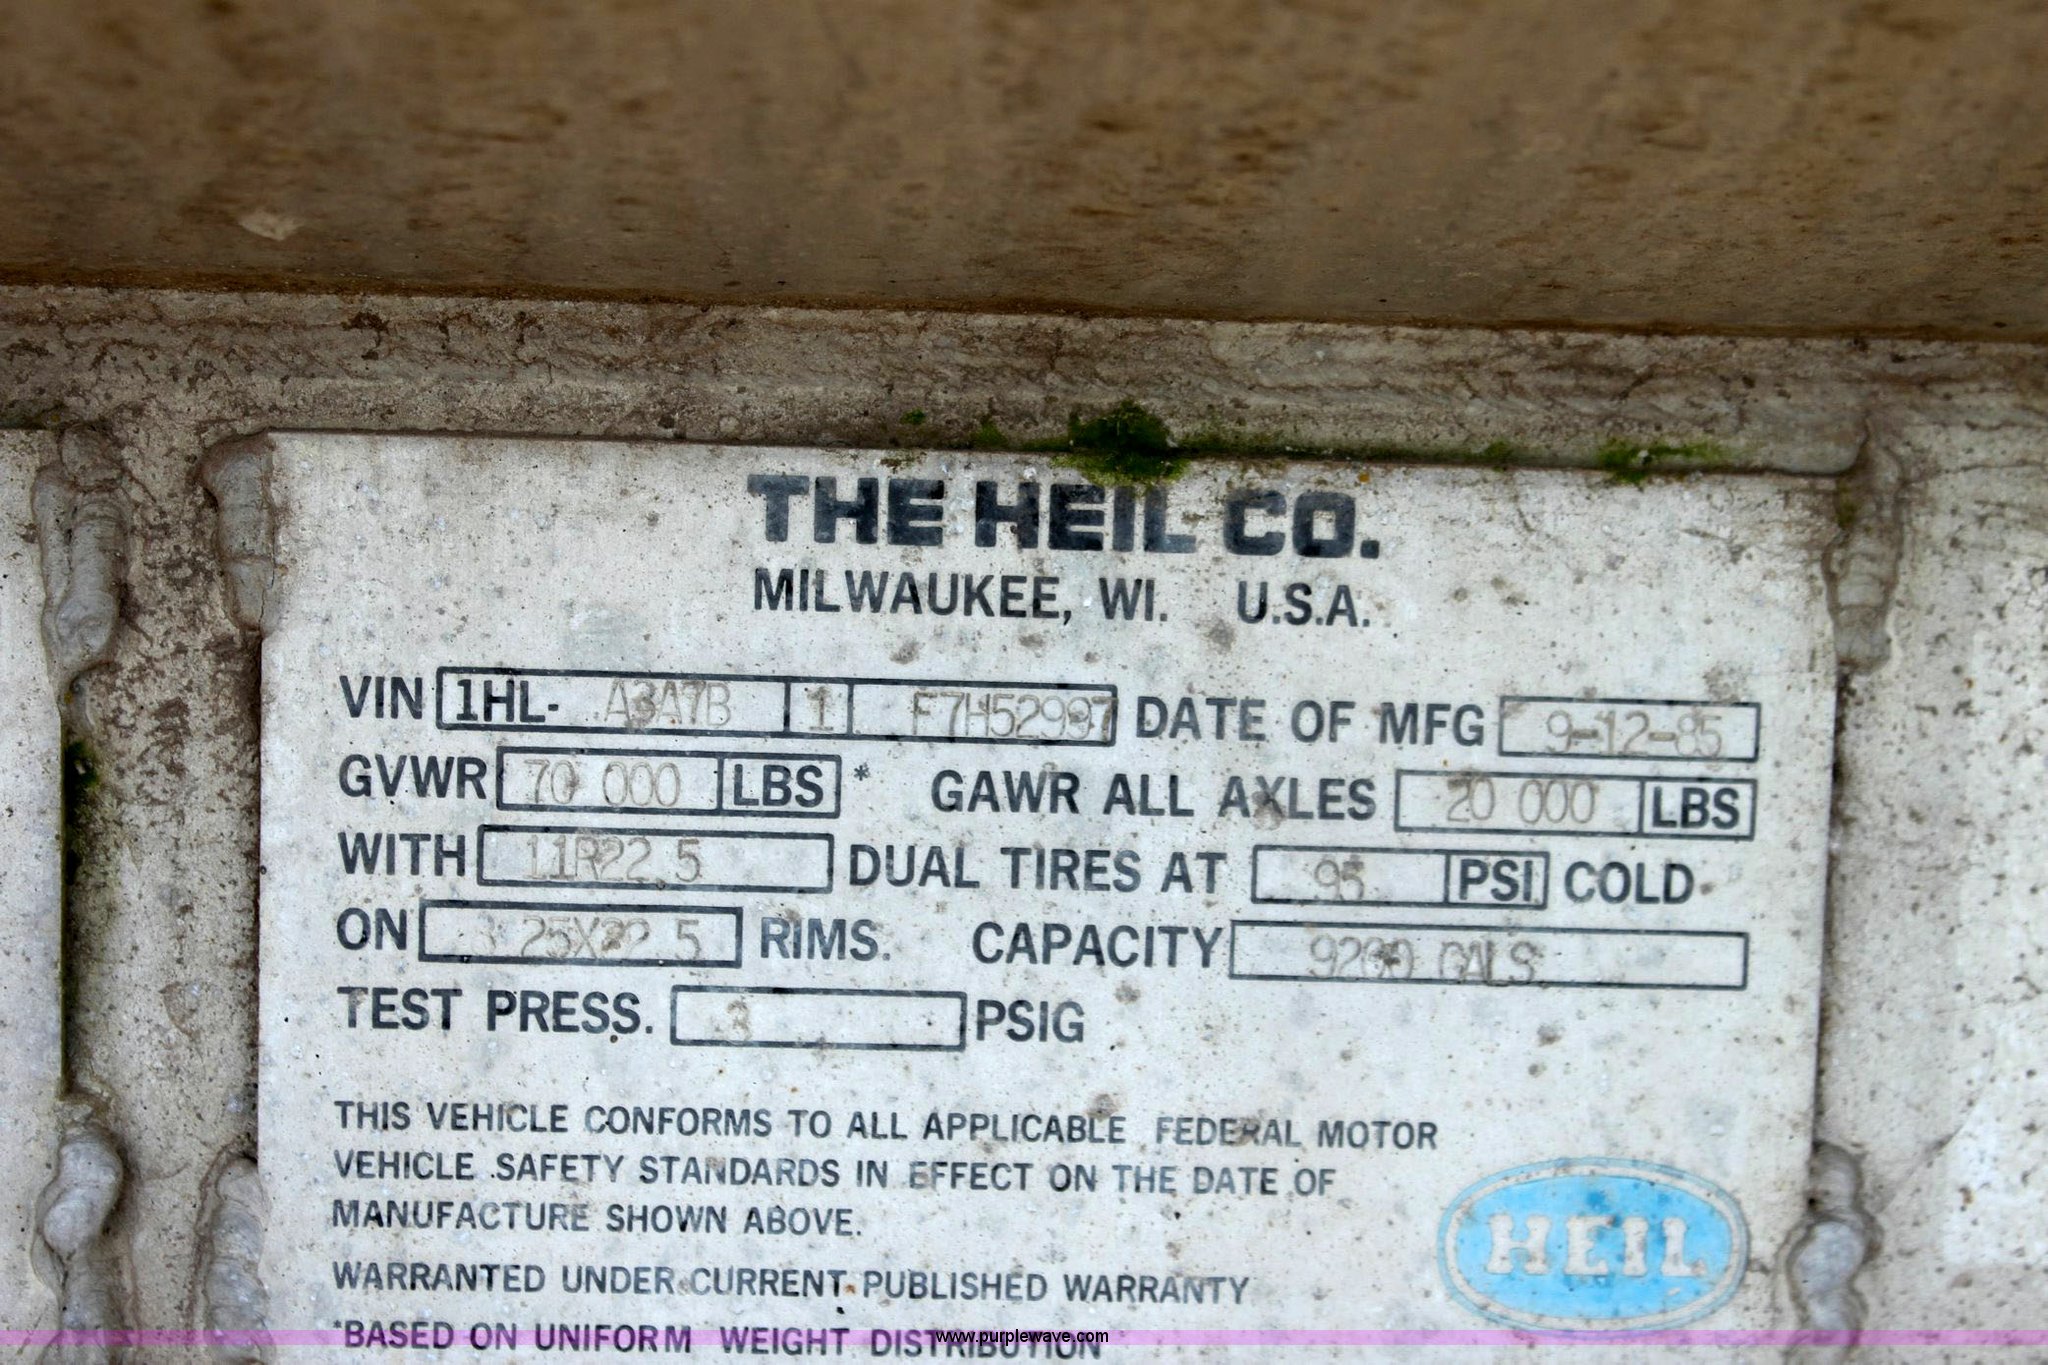 THE HEIL CO.
MILWAUKEE, WI. U.S.A.
VIN 1HL- A3A7B 1 F7H52997 DATE OF MFG 9-12-85
GVWR 70 000 LBS * GAWR ALL AXLES 20 000 LBS
WITH 11R22.5 DUAL TIRES AT 95 PSI COLD
ON 8 25X22 5 RIMS. CAPACITY 9200 GALS
TEST PRESS. 3 PSIG
THIS VEHICLE CONFORMS TO ALL APPLICABLE FEDERAL MOTOR
VEHICLE SAFETY STANDARDS IN EFFECT ON THE DATE OF
MANUFACTURE SHOWN ABOVE.
HEIL
WARRANTED UNDER CURRENT PUBLISHED WARRANTY
*BASED ON UNIFORM WEIGHT DISTRIBUTION
www.purplewave.com